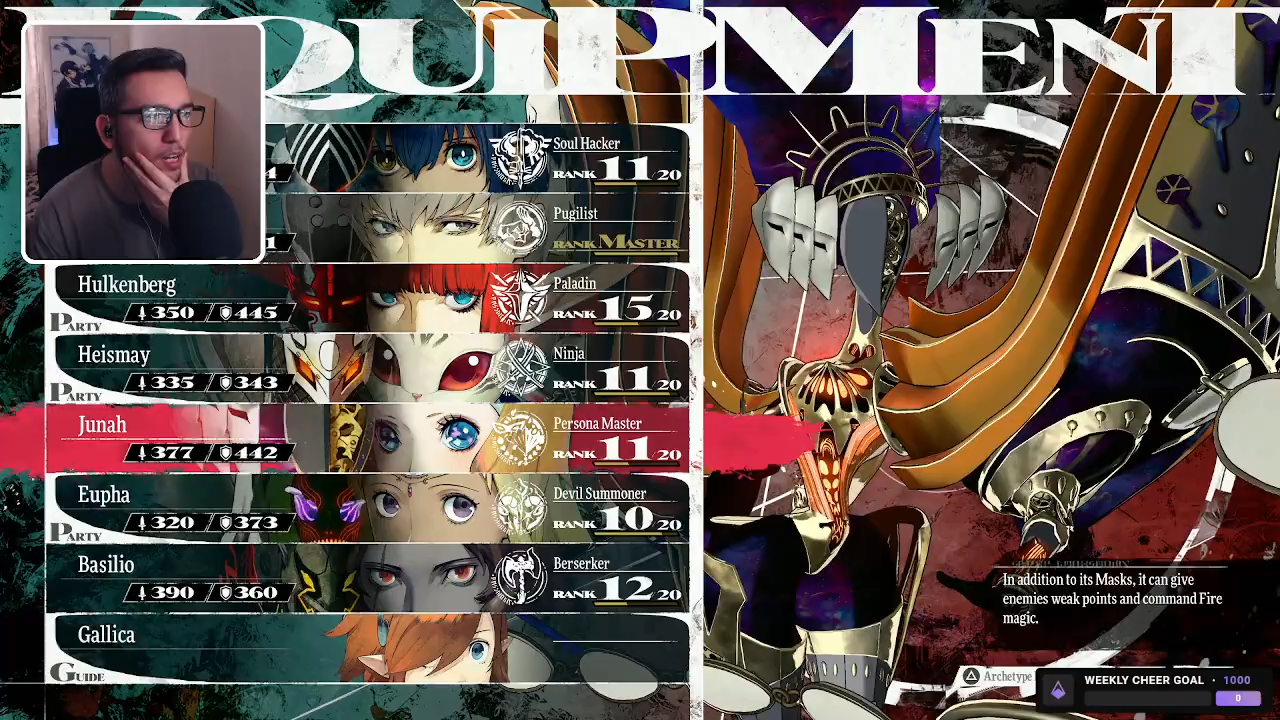 EQUIPMENT
Soul Hacker
4
RANK 11/20
Pugilist
1
RANK MASTER
Hulkenberg
Paladin
350 / 445
RANK 15/20
PARTY
Heismay
Ninja
335 / 343
RANK 11/20
PARTY
Junah
Persona Master
377 / 442
RANK 11/20
Eupha
Devil Summoner
320 / 373
RANK 10/20
PARTY
Basilio
Berserker
390 / 360
RANK 12/20
Gallica
GUIDE
In addition to its Masks, it can give
enemies weak points and command Fire
magic.
Archetype
WEEKLY CHEER GOAL · 1000
0